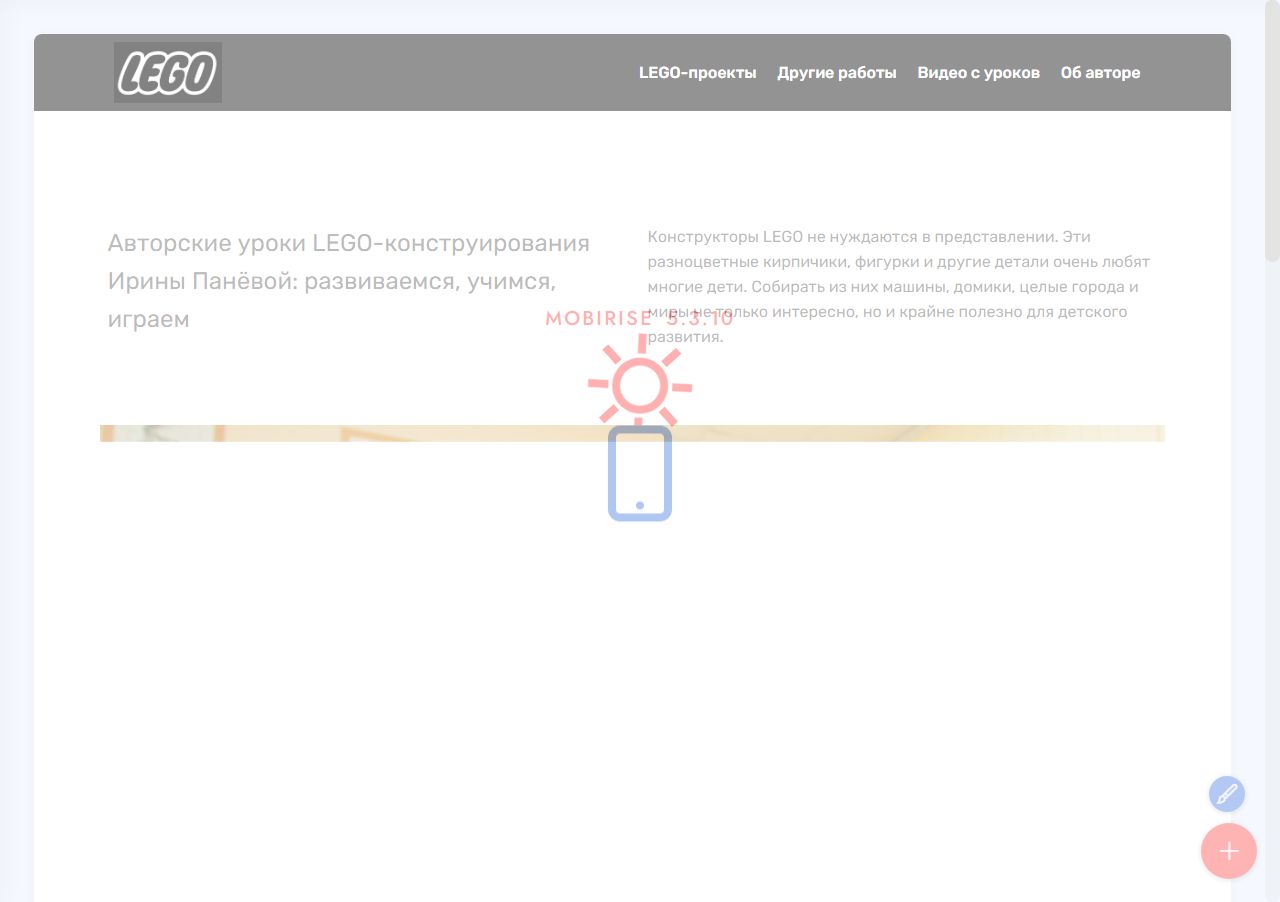 LEGO
LEGO-проекты Другие работы Видео с уроков Об авторе
Авторские уроки LEGO-конструирования
Ирины Панёвой: развиваемся, учимся,
играем
Конструкторы LEGO не нуждаются в представлении. Эти
разноцветные кирпичики, фигурки и другие детали очень любят
многие дети. Собирать из них машины, домики, целые города и
миры не только интересно, но и крайне полезно для детского
развития.
MOBIRISE 5.3.10